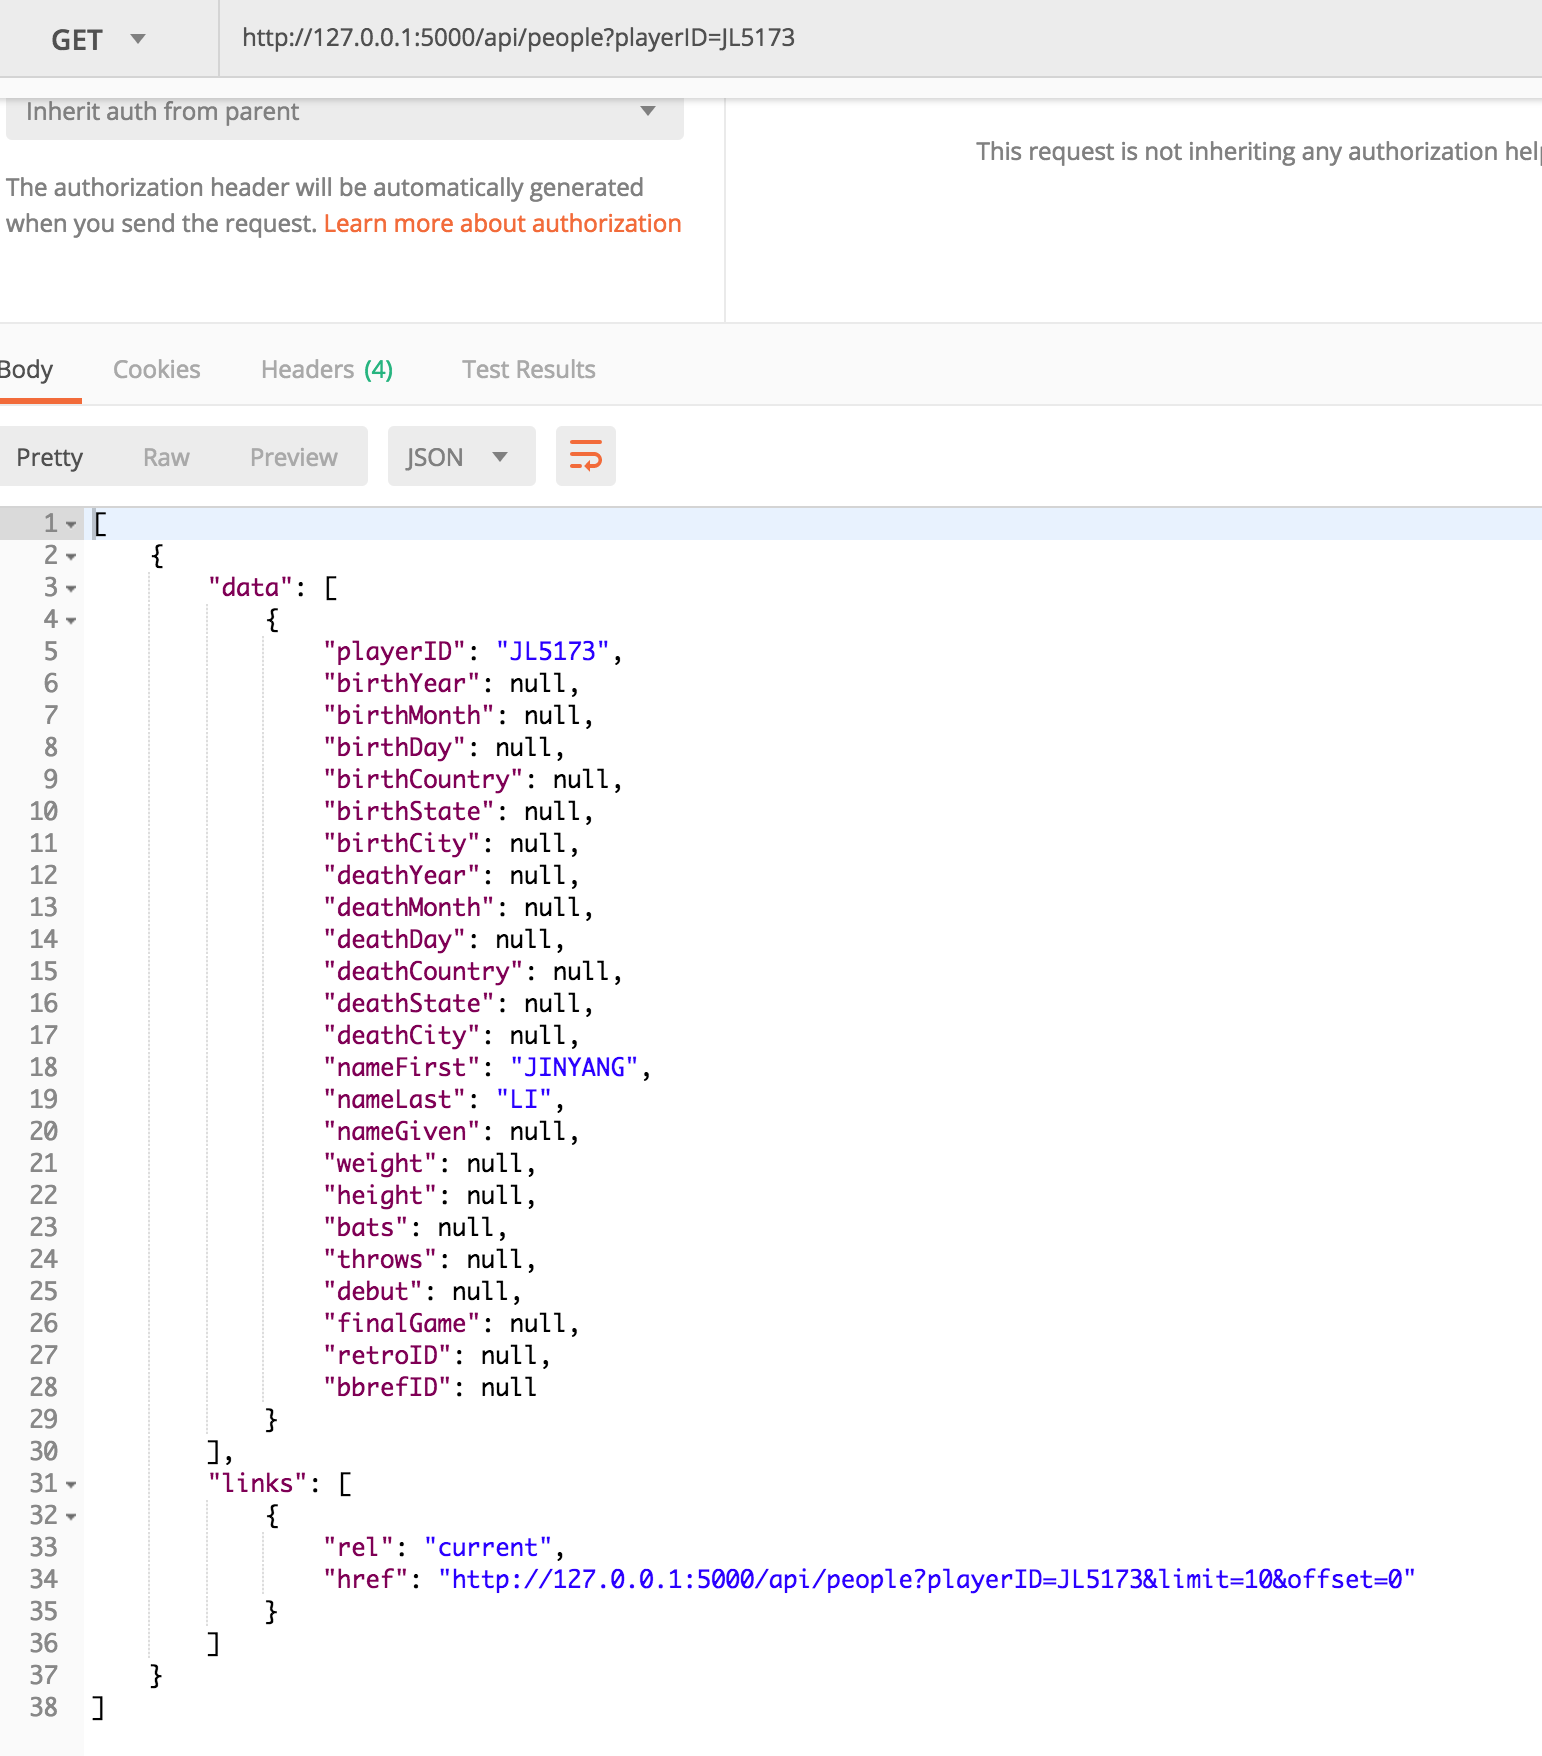 GET http://127.0.0.1:5000/api/people?playerID=JL5173
Inherit auth from parent
This request is not inheriting any authorization hel
The authorization header will be automatically generated
when you send the request. Learn more about authorization
Body Cookies Headers (4) Test Results
Pretty Raw Preview JSON
1 [
2 {
3 "data": [
4 {
5 "playerID": "JL5173",
6 "birthYear": null,
7 "birthMonth": null,
8 "birthDay": null,
9 "birthCountry": null,
10 "birthState": null,
11 "birthCity": null,
12 "deathYear": null,
13 "deathMonth": null,
14 "deathDay": null,
15 "deathCountry": null,
16 "deathState": null,
17 "deathCity": null,
18 "nameFirst": "JINYANG",
19 "nameLast": "LI",
20 "nameGiven": null,
21 "weight": null,
22 "height": null,
23 "bats": null,
24 "throws": null,
25 "debut": null,
26 "finalGame": null,
27 "retroID": null,
28 "bbrefID": null
29 }
30 ],
31 "links": [
32 {
33 "rel": "current",
34 "href": "http://127.0.0.1:5000/api/people?playerID=JL5173&limit=10&offset=0"
35 }
36 ]
37 }
38 ]